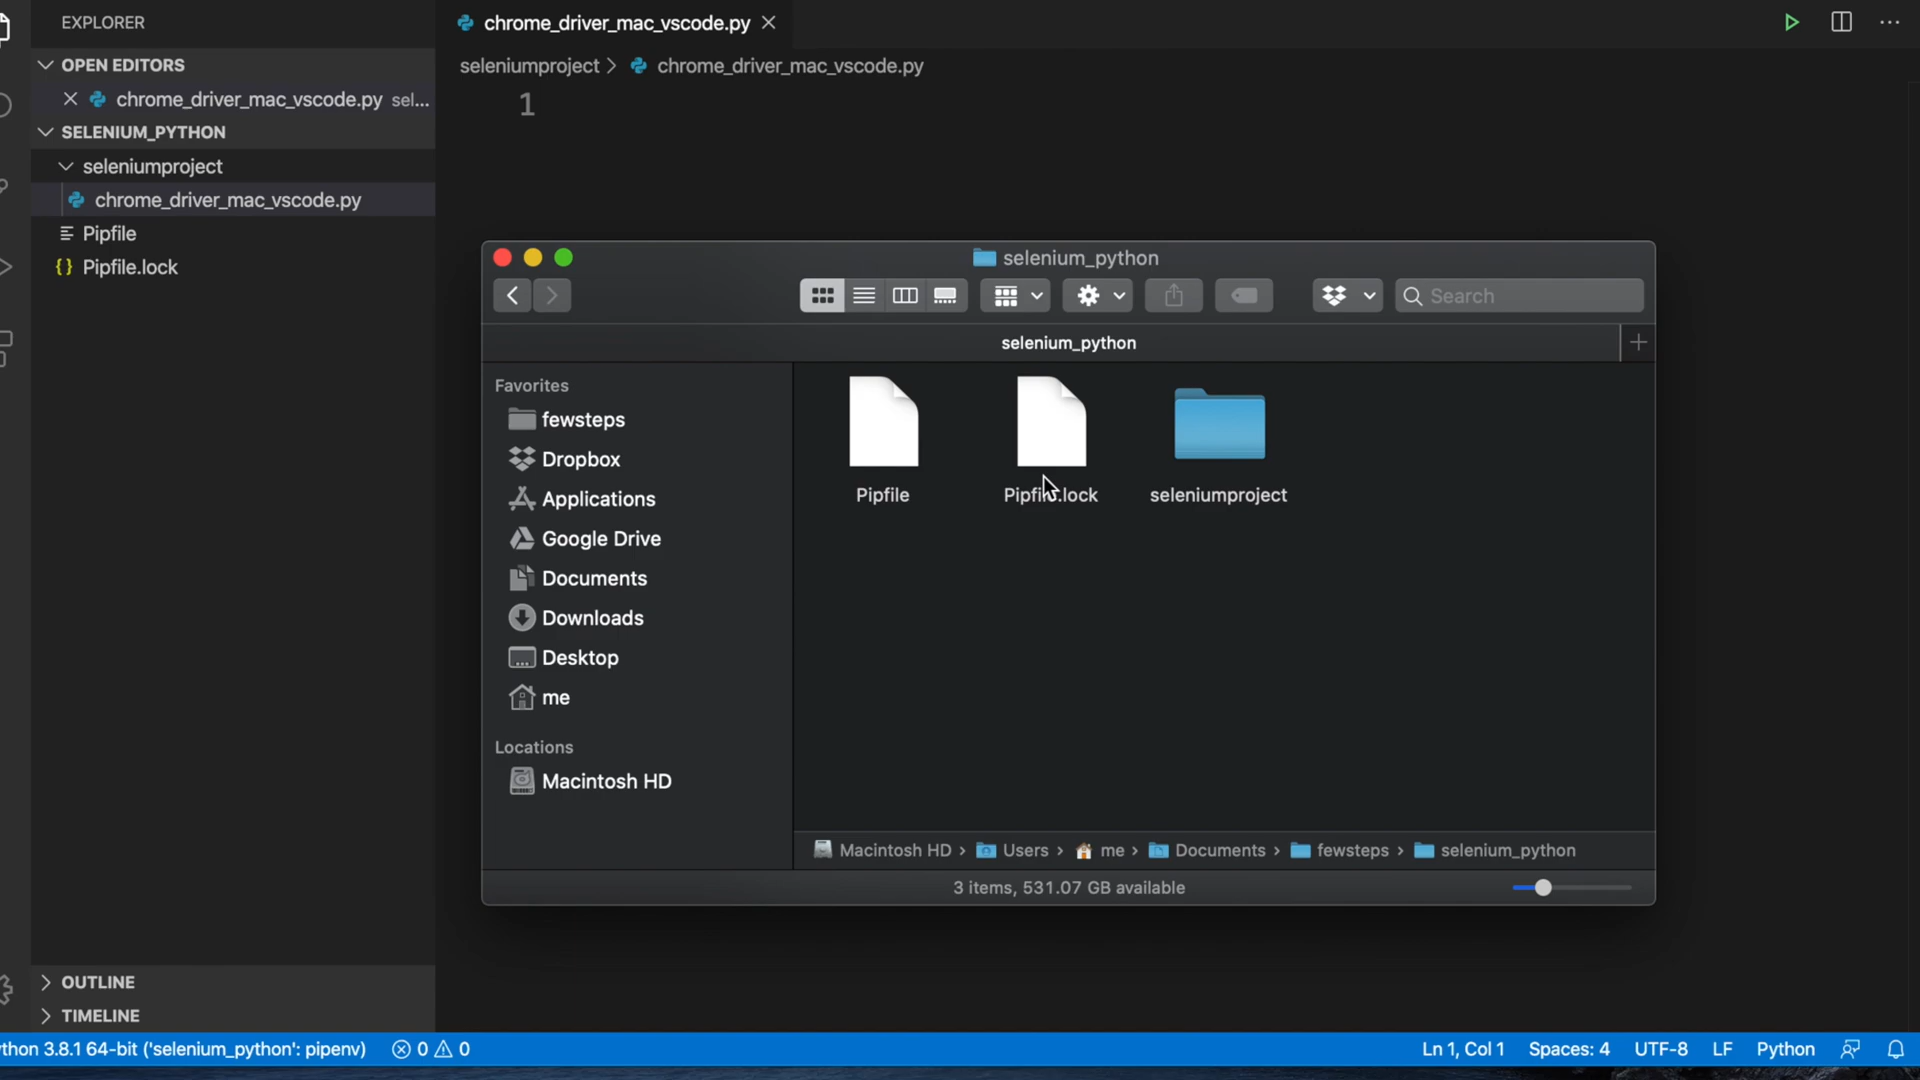 EXPLORER
OPEN EDITORS
chrome_driver_mac_vscode.py sel...
SELENIUM_PYTHON
seleniumproject
chrome_driver_mac_vscode.py
Pipfile
{} Pipfile.lock
OUTLINE
TIMELINE
chrome_driver_mac_vscode.py
seleniumproject > chrome_driver_mac_vscode.py
1
selenium_python
Search
selenium_python
Favorites
fewsteps
Dropbox
Applications
Google Drive
Documents
Downloads
Desktop
me
Locations
Macintosh HD
Pipfile
Pipfile.lock
seleniumproject
Macintosh HD › Users › me › Documents › fewsteps › selenium_python
3 items, 531.07 GB available
thon 3.8.1 64-bit ('selenium_python': pipenv) 0 0
Ln 1, Col 1 Spaces: 4 UTF-8 LF Python